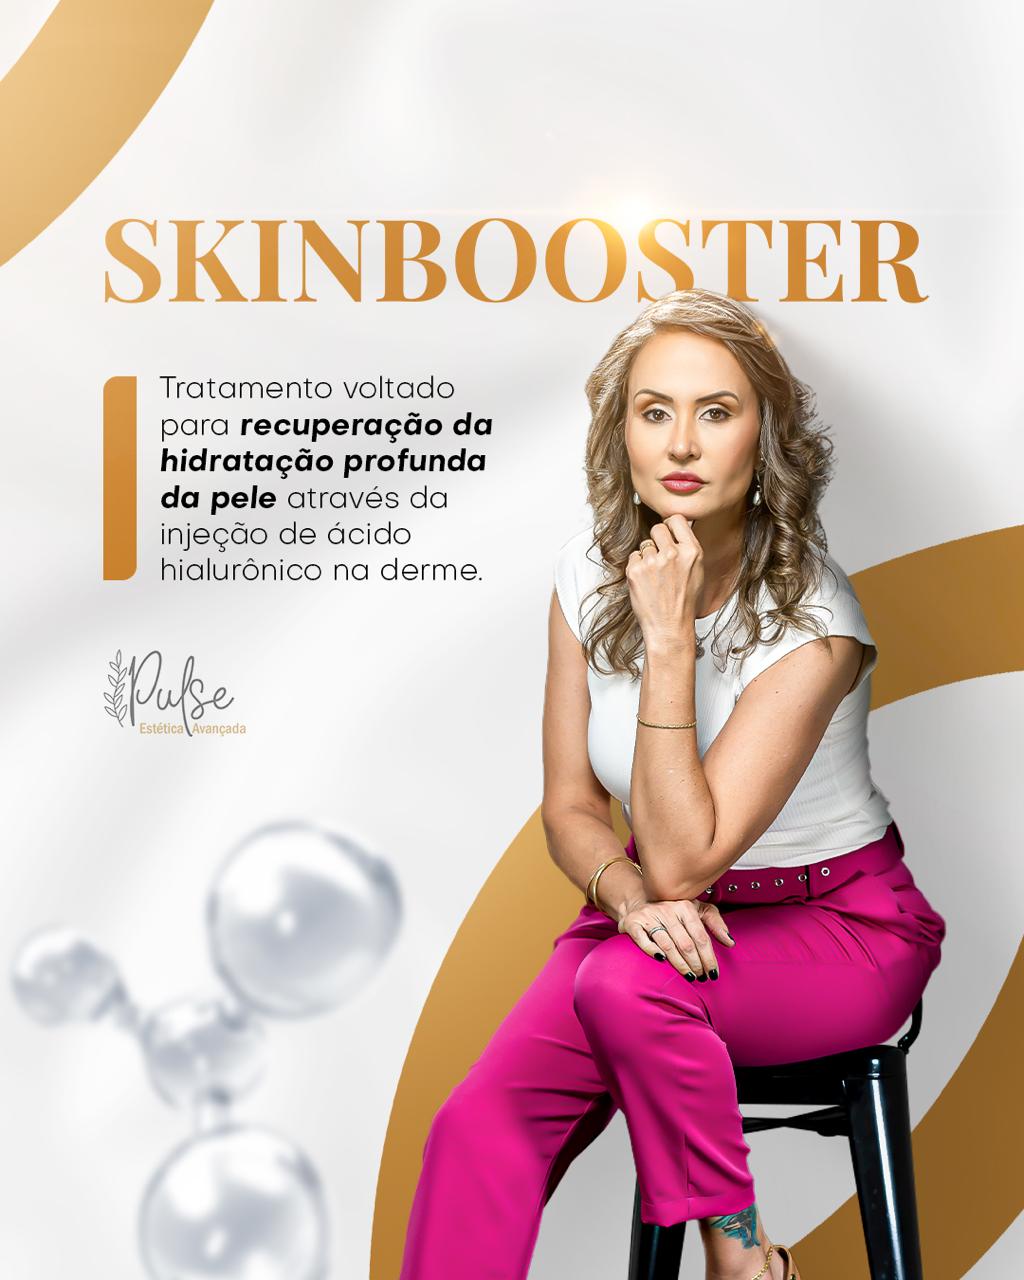 SKINBOOSTER
Tratamento voltado
para recuperação da
hidratação profunda
da pele através da
injeção de ácido
hialurônico na derme.
Pulse
Estética Avançada